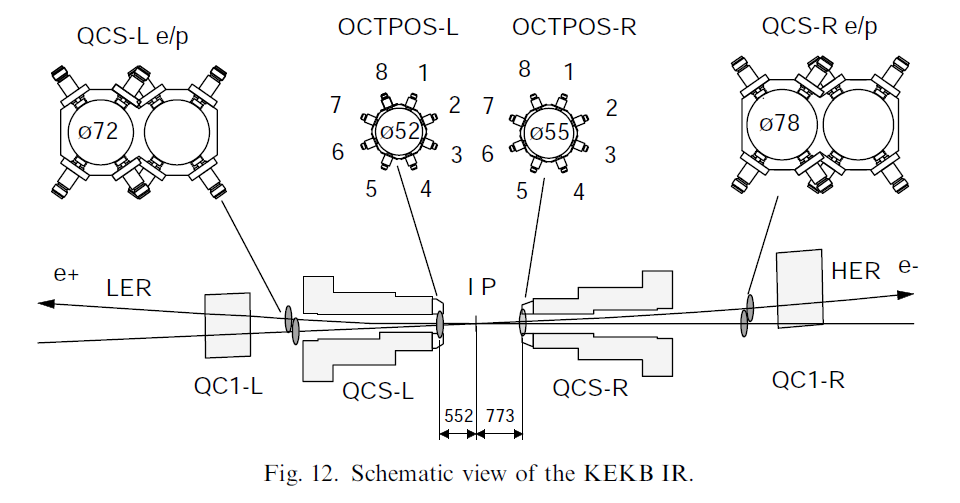 QCS-L e/p
OCTPOS-L
OCTPOS-R
QCS-R e/p
8 1
7 2
6 3
5 4
8 1
7 2
6 3
5 4
ø72
ø52
ø55
ø78
e+
LER
IP
HER
e-
QC1-L
QCS-L
QCS-R
QC1-R
552
773
Fig. 12. Schematic view of the KEKB IR.